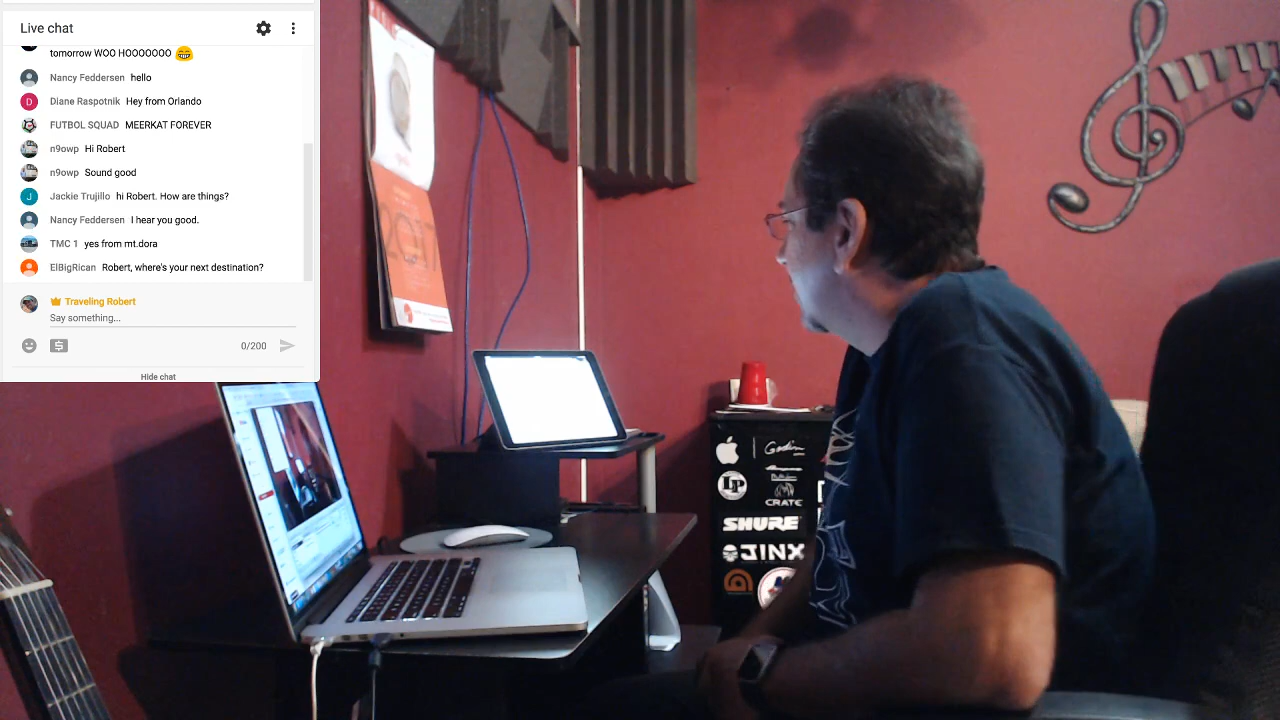 Live chat
tomorrow WOO HOOOOOOO
Nancy Feddersen hello
D Diane Raspotnik Hey from Orlando
FUTBOL SQUAD MEERKAT FOREVER
n9owp Hi Robert
n9owp Sound good
J Jackie Trujillo hi Robert. How are things?
Nancy Feddersen I hear you good.
TMC 1 yes from mt.dora
ElBigRican Robert, where's your next destination?
Traveling Robert
Say something...
0/200
Hide chat
2017
Godin
LP
CRATE
SHURE
JINX